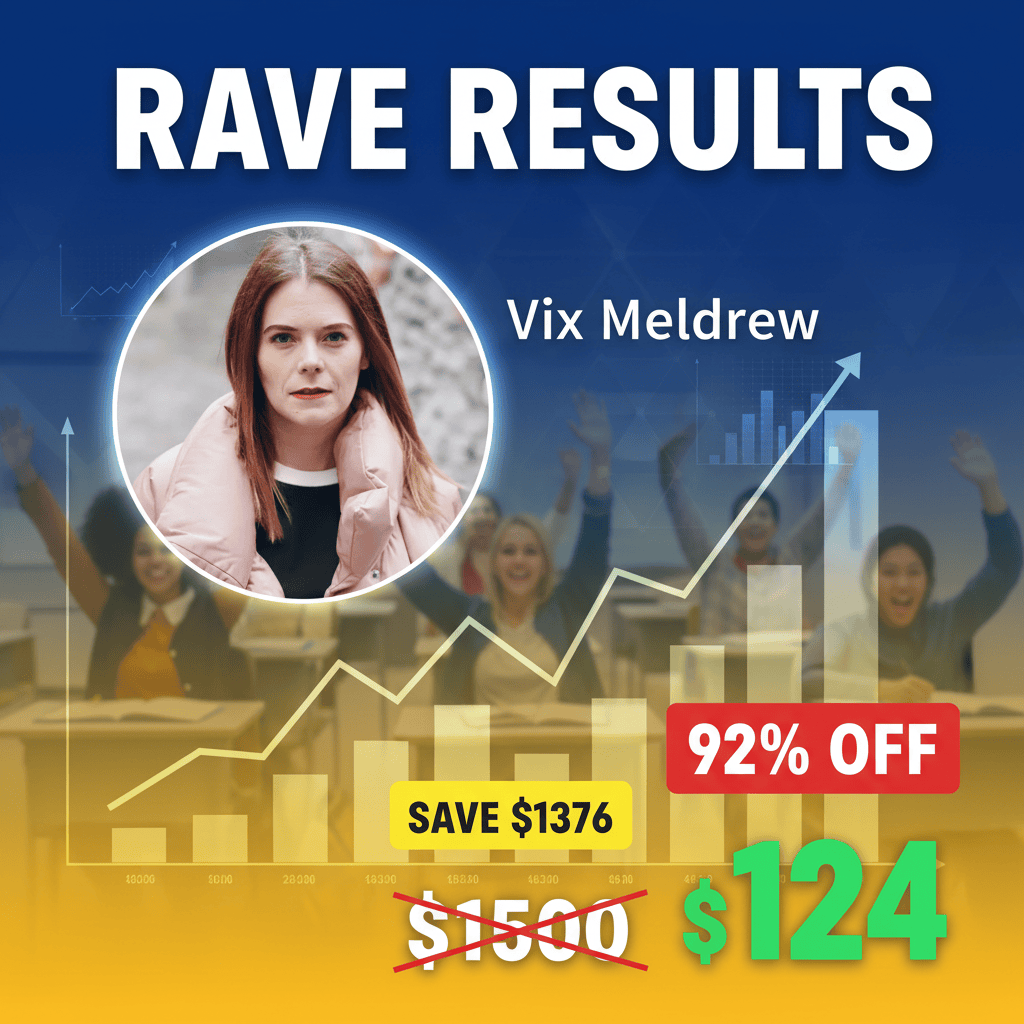 RAVE RESULTS
Vix Meldrew
92% OFF
SAVE $1376
$1500
$124